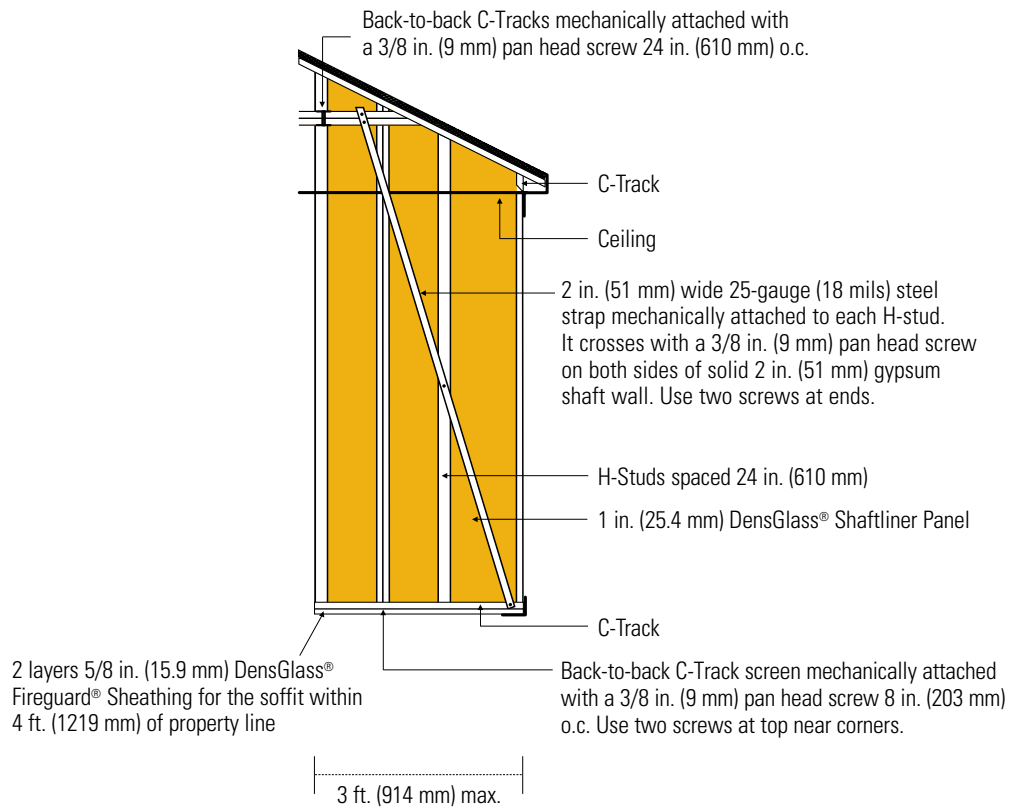 Back-to-back C-Tracks mechanically attached with
a 3/8 in. (9 mm) pan head screw 24 in. (610 mm) o.c.
C-Track
Ceiling
2 in. (51 mm) wide 25-gauge (18 mils) steel
strap mechanically attached to each H-stud.
It crosses with a 3/8 in. (9 mm) pan head screw
on both sides of solid 2 in. (51 mm) gypsum
shaft wall. Use two screws at ends.
H-Studs spaced 24 in. (610 mm)
1 in. (25.4 mm) DensGlass® Shaftliner Panel
C-Track
2 layers 5/8 in. (15.9 mm) DensGlass®
Fireguard® Sheathing for the soffit within
4 ft. (1219 mm) of property line
Back-to-back C-Track screen mechanically attached
with a 3/8 in. (9 mm) pan head screw 8 in. (203 mm)
o.c. Use two screws at top near corners.
3 ft. (914 mm) max.